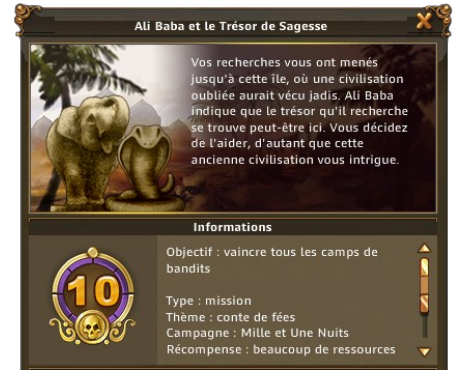 Ali Baba et le Trésor de Sagesse
Vos recherches vous ont menés
jusqu'à cette île, où une civilisation
oubliée aurait vécu jadis. Ali Baba
indique que le trésor qu'il recherche
se trouve peut-être ici. Vous décidez
de l'aider, d'autant que cette
ancienne civilisation vous intrigue.
Informations
10
Objectif : vaincre tous les camps de
bandits
Type : mission
Thème : conte de fées
Campagne : Mille et Une Nuits
Récompense : beaucoup de ressources